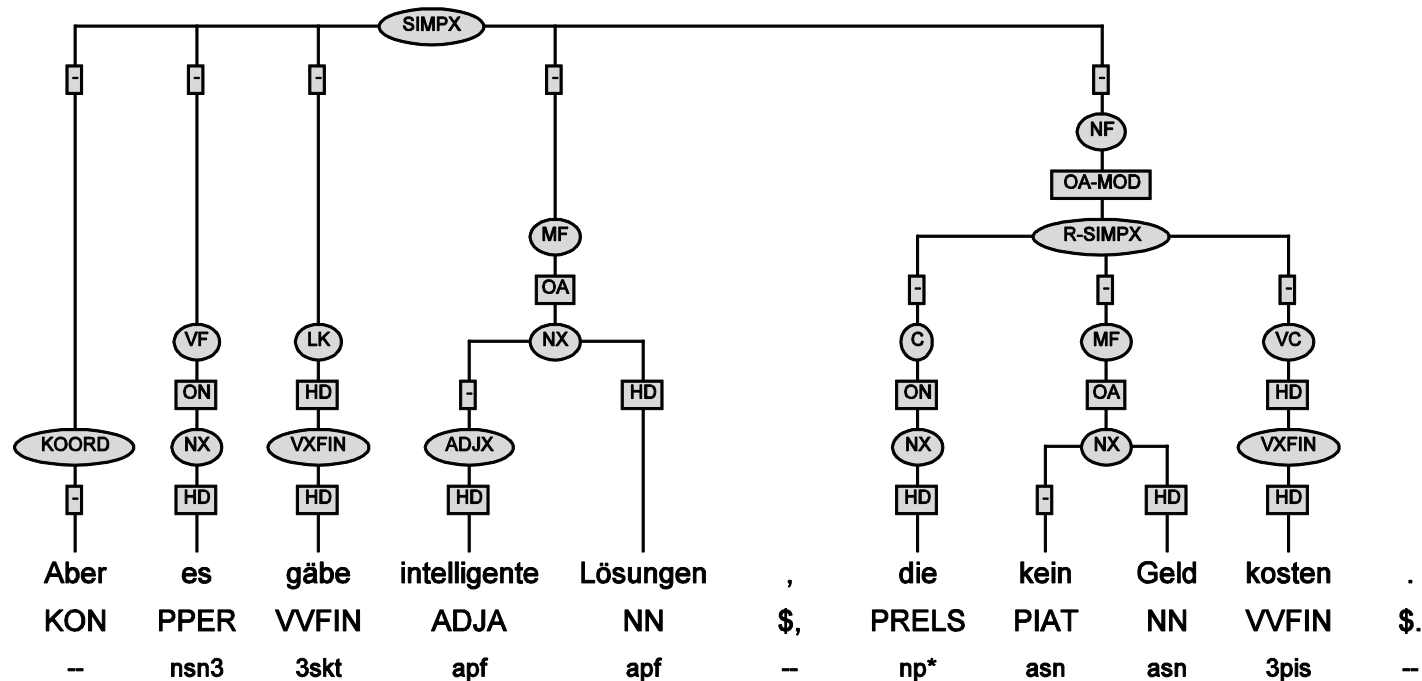 SIMPX
- - - - -
NF
OA-MOD
MF R-SIMPX
OA - - -
VF LK NX C MF VC
ON HD - HD ON OA HD
KOORD NX VXFIN ADJX NX NX VXFIN
- HD HD HD HD - HD HD
Aber es gäbe intelligente Lösungen , die kein Geld kosten .
KON PPER VVFIN ADJA NN $, PRELS PIAT NN VVFIN $.
-- nsn3 3skt apf apf -- np* asn asn 3pis --